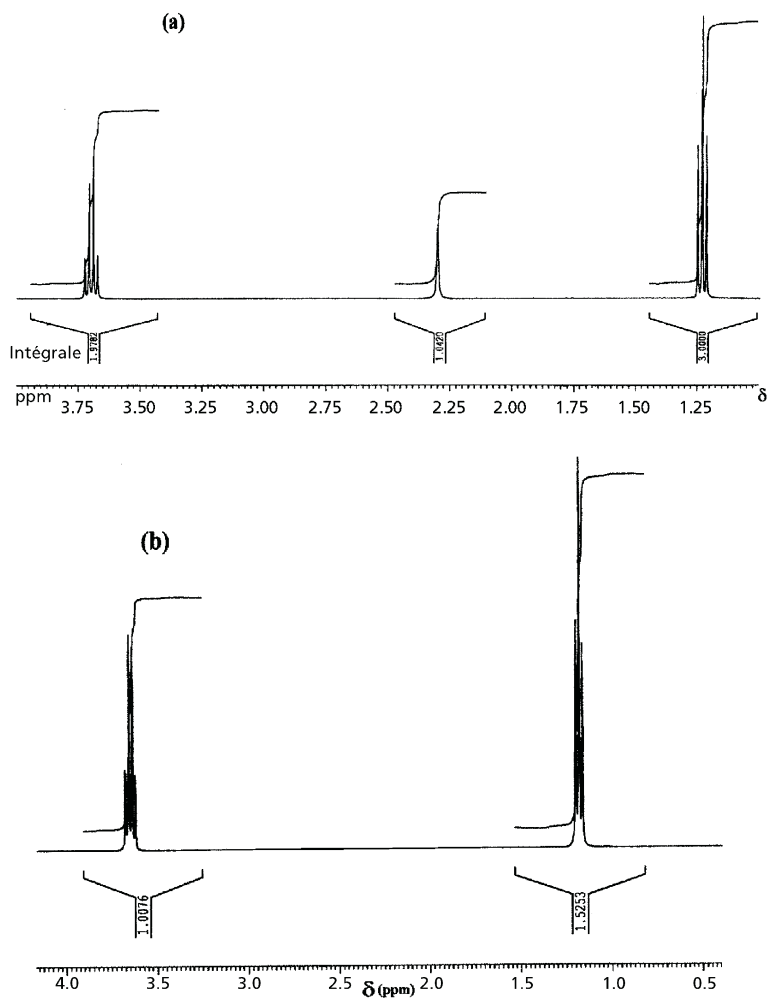 (a)
Intégrale 1.9782 1.0420 3.0000
ppm 3.75 3.50 3.25 3.00 2.75 2.50 2.25 2.00 1.75 1.50 1.25 δ
(b)
1.0076 1.5253
4.0 3.5 3.0 2.5 2.0 1.5 1.0 0.5
δ (ppm)